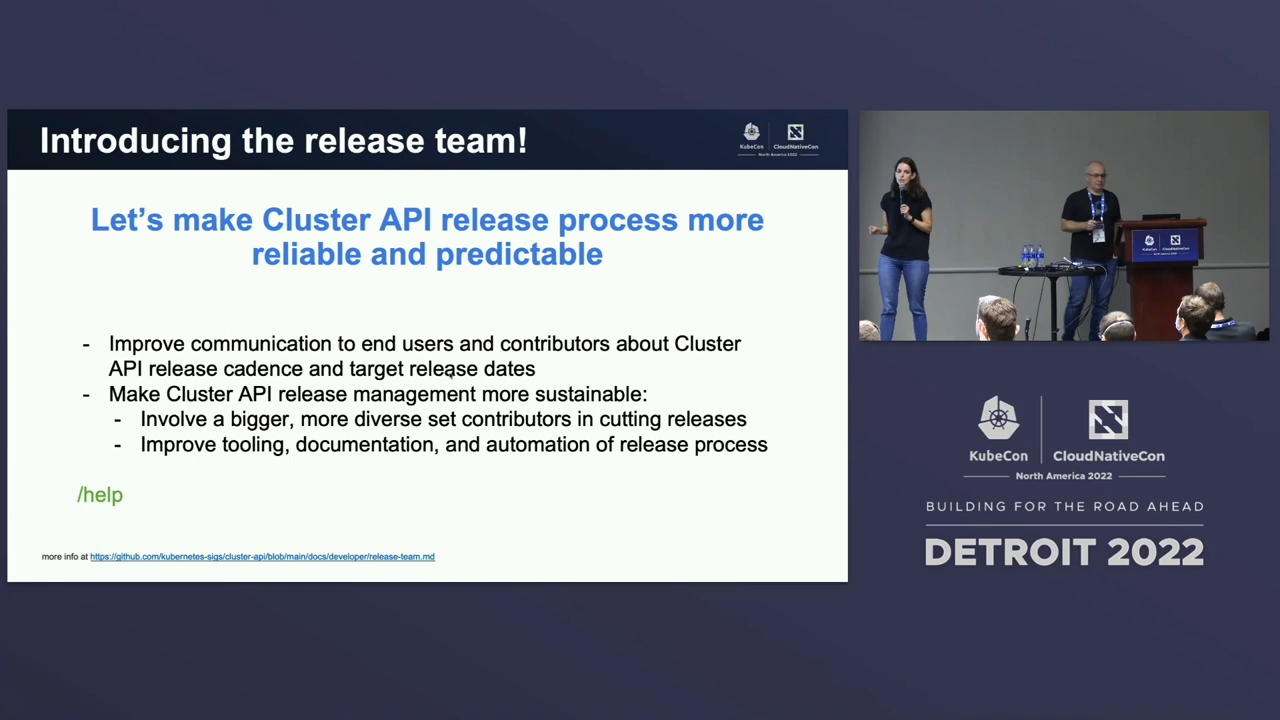 Introducing the release team!
KubeCon
CloudNativeCon
North America 2022
Let's make Cluster API release process more
reliable and predictable
- Improve communication to end users and contributors about Cluster
API release cadence and target release dates
- Make Cluster API release management more sustainable:
- Involve a bigger, more diverse set contributors in cutting releases
- Improve tooling, documentation, and automation of release process
/help
more info at https://github.com/kubernetes-sigs/cluster-api/blob/main/docs/developer/release-team.md
KubeCon
CloudNativeCon
North America 2022
BUILDING FOR THE ROAD AHEAD
DETROIT 2022